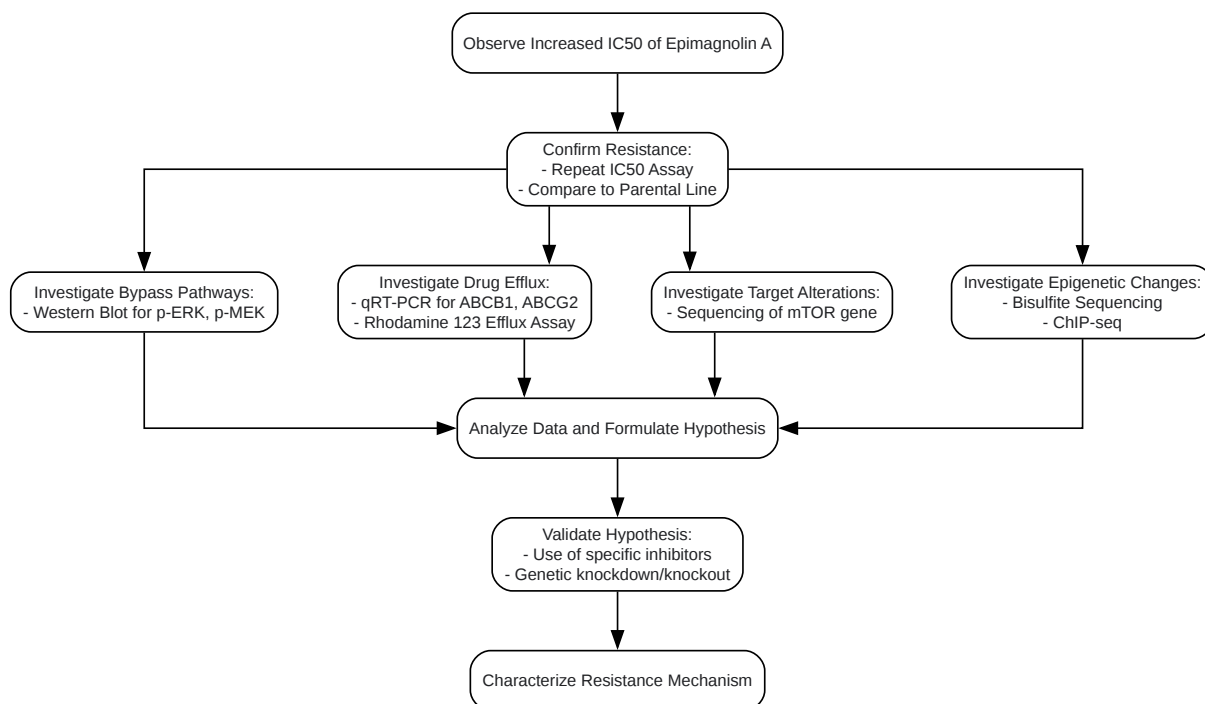 Observe Increased IC50 of Epimagnolin A
Confirm Resistance:
- Repeat IC50 Assay
- Compare to Parental Line
Investigate Bypass Pathways:
- Western Blot for p-ERK, p-MEK
Investigate Drug Efflux:
- qRT-PCR for ABCB1, ABCG2
- Rhodamine 123 Efflux Assay
Investigate Target Alterations:
- Sequencing of mTOR gene
Investigate Epigenetic Changes:
- Bisulfite Sequencing
- ChIP-seq
Analyze Data and Formulate Hypothesis
Validate Hypothesis:
- Use of specific inhibitors
- Genetic knockdown/knockout
Characterize Resistance Mechanism